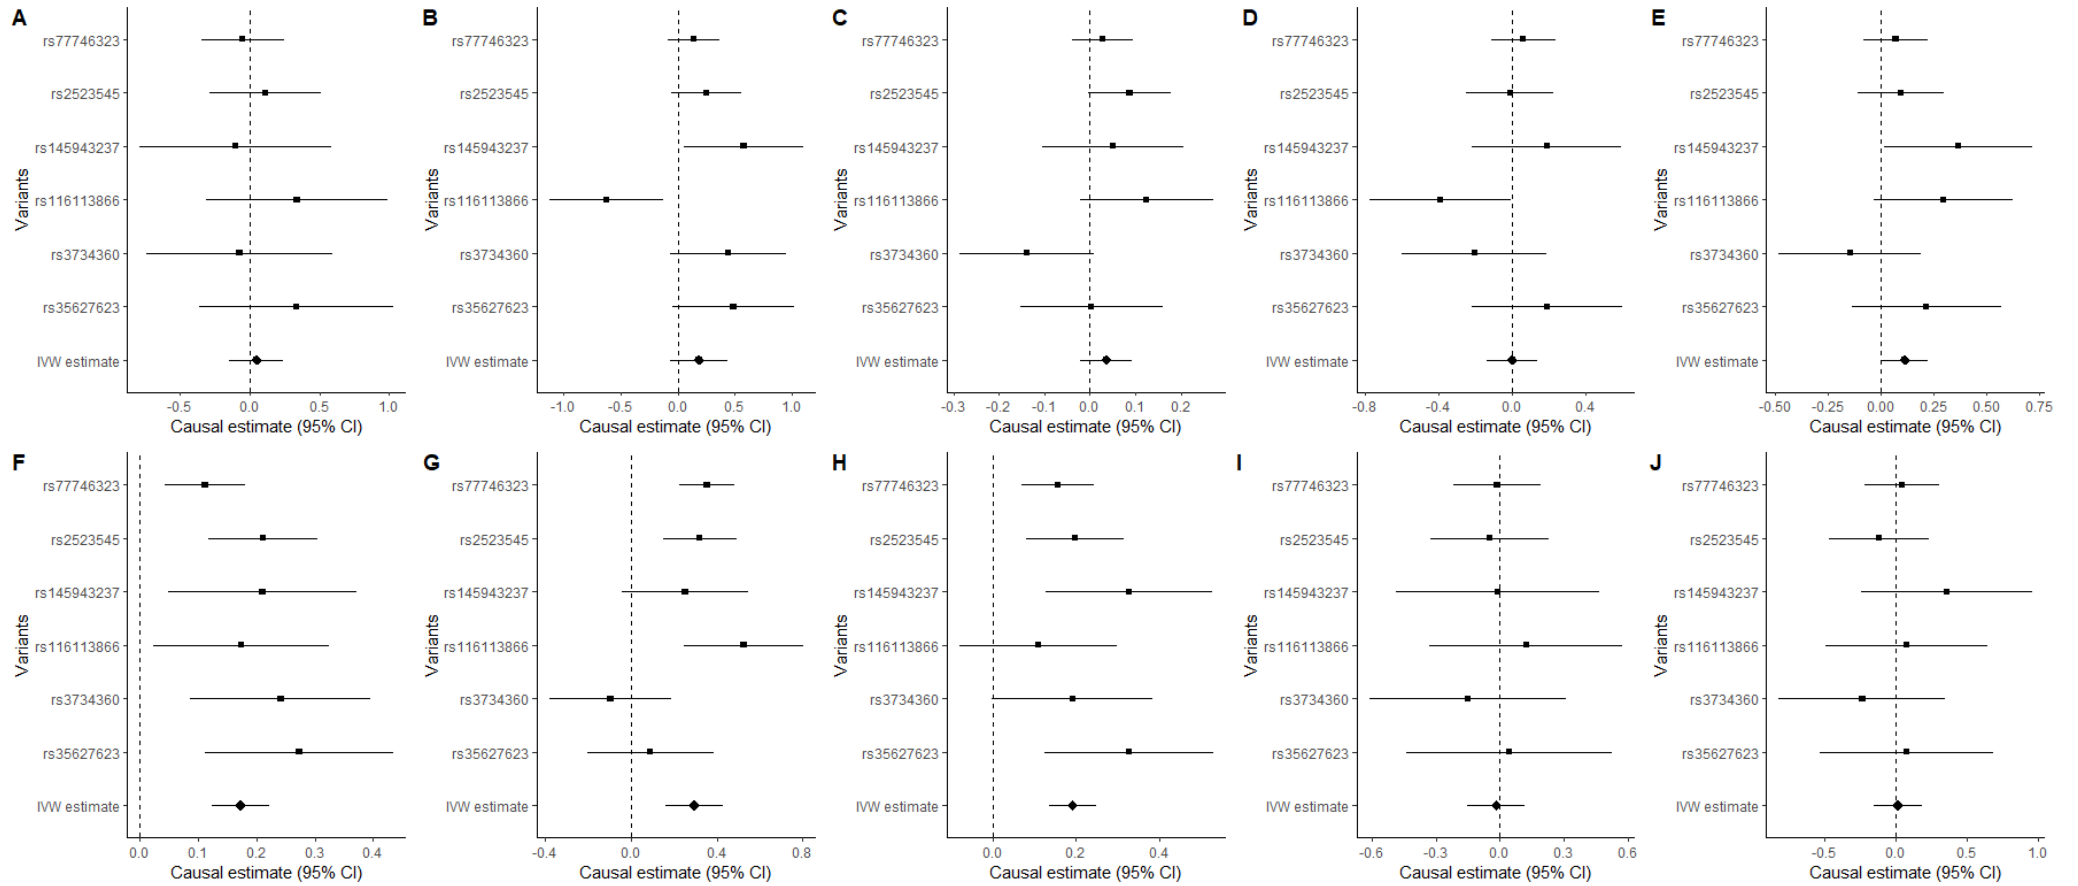 A
Variants
rs77746323
rs2523545
rs145943237
rs116113866
rs3734360
rs35627623
IVW estimate
-0.5 0.0 0.5 1.0
Causal estimate (95% CI)
B
Variants
rs77746323
rs2523545
rs145943237
rs116113866
rs3734360
rs35627623
IVW estimate
-1.0 -0.5 0.0 0.5 1.0
Causal estimate (95% CI)
C
Variants
rs77746323
rs2523545
rs145943237
rs116113866
rs3734360
rs35627623
IVW estimate
-0.3 -0.2 -0.1 0.0 0.1 0.2
Causal estimate (95% CI)
D
Variants
rs77746323
rs2523545
rs145943237
rs116113866
rs3734360
rs35627623
IVW estimate
-0.8 -0.4 0.0 0.4
Causal estimate (95% CI)
E
Variants
rs77746323
rs2523545
rs145943237
rs116113866
rs3734360
rs35627623
IVW estimate
-0.50 -0.25 0.00 0.25 0.50 0.75
Causal estimate (95% CI)
F
Variants
rs77746323
rs2523545
rs145943237
rs116113866
rs3734360
rs35627623
IVW estimate
0.0 0.1 0.2 0.3 0.4
Causal estimate (95% CI)
G
Variants
rs77746323
rs2523545
rs145943237
rs116113866
rs3734360
rs35627623
IVW estimate
-0.4 0.0 0.4 0.8
Causal estimate (95% CI)
H
Variants
rs77746323
rs2523545
rs145943237
rs116113866
rs3734360
rs35627623
IVW estimate
0.0 0.2 0.4
Causal estimate (95% CI)
I
Variants
rs77746323
rs2523545
rs145943237
rs116113866
rs3734360
rs35627623
IVW estimate
-0.6 -0.3 0.0 0.3 0.6
Causal estimate (95% CI)
J
Variants
rs77746323
rs2523545
rs145943237
rs116113866
rs3734360
rs35627623
IVW estimate
-0.5 0.0 0.5 1.0
Causal estimate (95% CI)